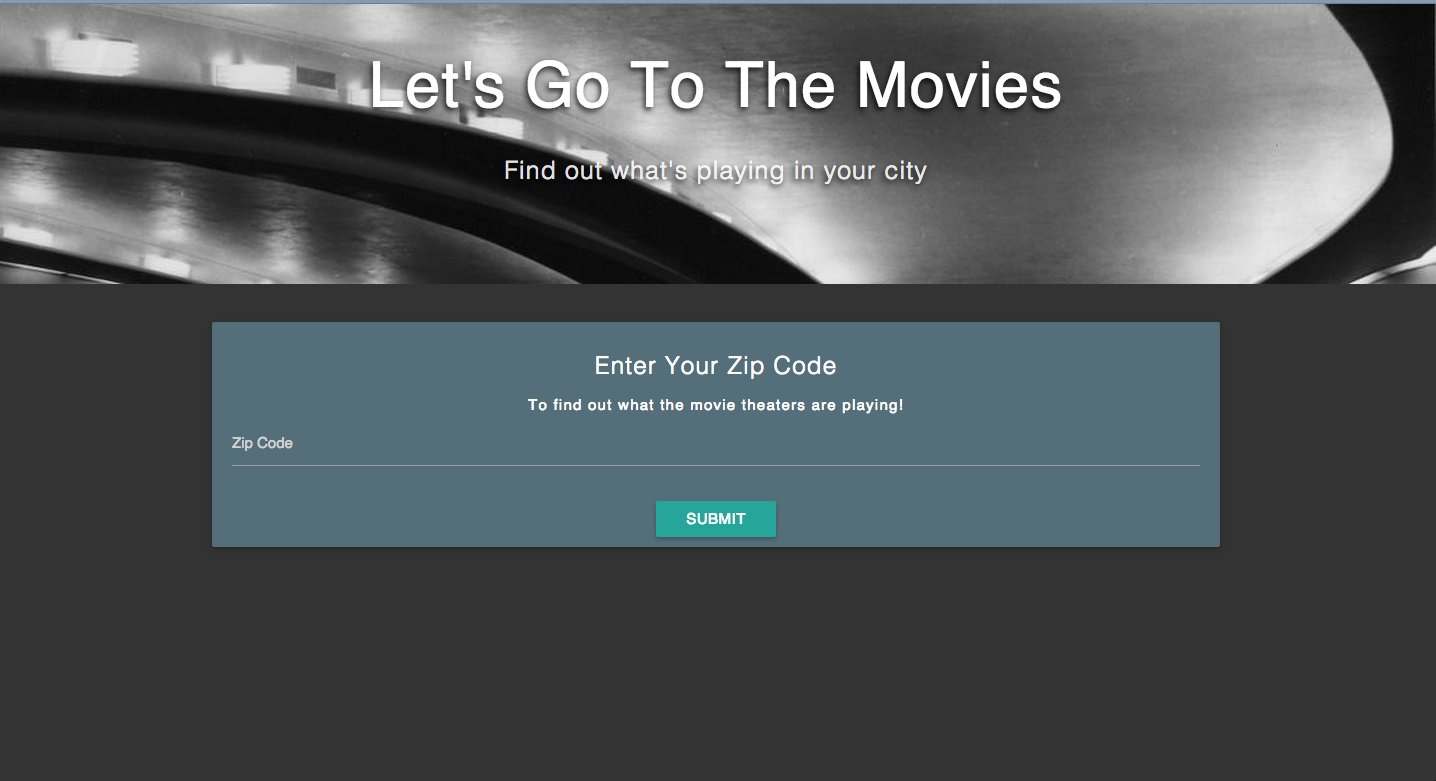 Let's Go To The Movies
Find out what's playing in your city
Enter Your Zip Code
To find out what the movie theaters are playing!
Zip Code
SUBMIT